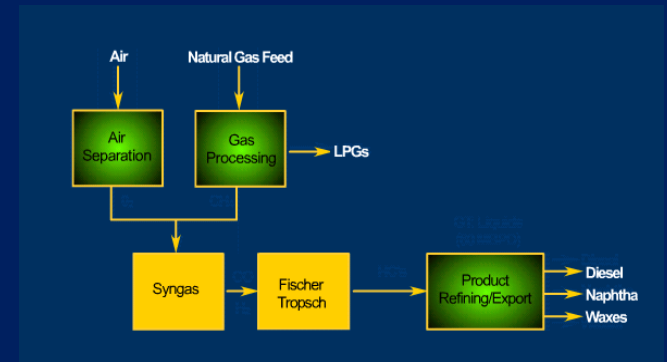 Air
Natural Gas Feed
Air
Separation
Gas
Processing
LPGs
Syngas
Fischer
Tropsch
Product
Refining/Export
Diesel
Naphtha
Waxes